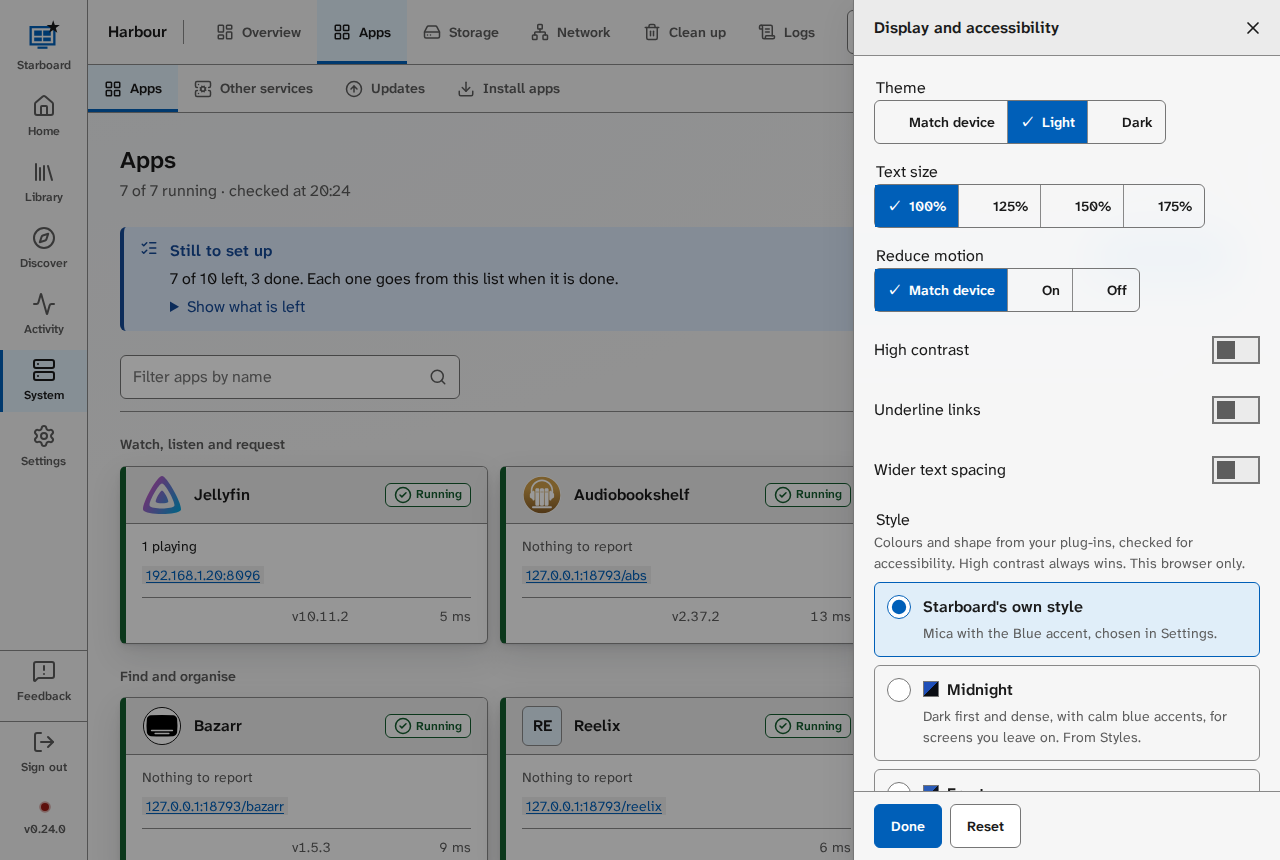 Starboard
Home
Library
Discover
Activity
System
Settings
Feedback
Sign out
v0.24.0
Harbour
Overview
Apps
Storage
Network
Clean up
Logs
Apps
Other services
Updates
Install apps
Apps
7 of 7 running · checked at 20:24
Still to set up
7 of 10 left, 3 done. Each one goes from this list when it is done.
Show what is left
Filter apps by name
Watch, listen and request
Jellyfin
Running
1 playing
192.168.1.20:8096
v10.11.2
5 ms
Audiobookshelf
Running
Nothing to report
127.0.0.1:18793/abs
v2.37.2
13 ms
Find and organise
Bazarr
Running
Nothing to report
127.0.0.1:18793/bazarr
v1.5.3
9 ms
RE
Reelix
Running
Nothing to report
127.0.0.1:18793/reelix
6 ms
Display and accessibility
Theme
Match device
✓ Light
Dark
Text size
✓ 100%
125%
150%
175%
Reduce motion
✓ Match device
On
Off
High contrast
Underline links
Wider text spacing
Style
Colours and shape from your plug-ins, checked for
accessibility. High contrast always wins. This browser only.
Starboard's own style
Mica with the Blue accent, chosen in Settings.
Midnight
Dark first and dense, with calm blue accents, for
screens you leave on. From Styles.
Done
Reset